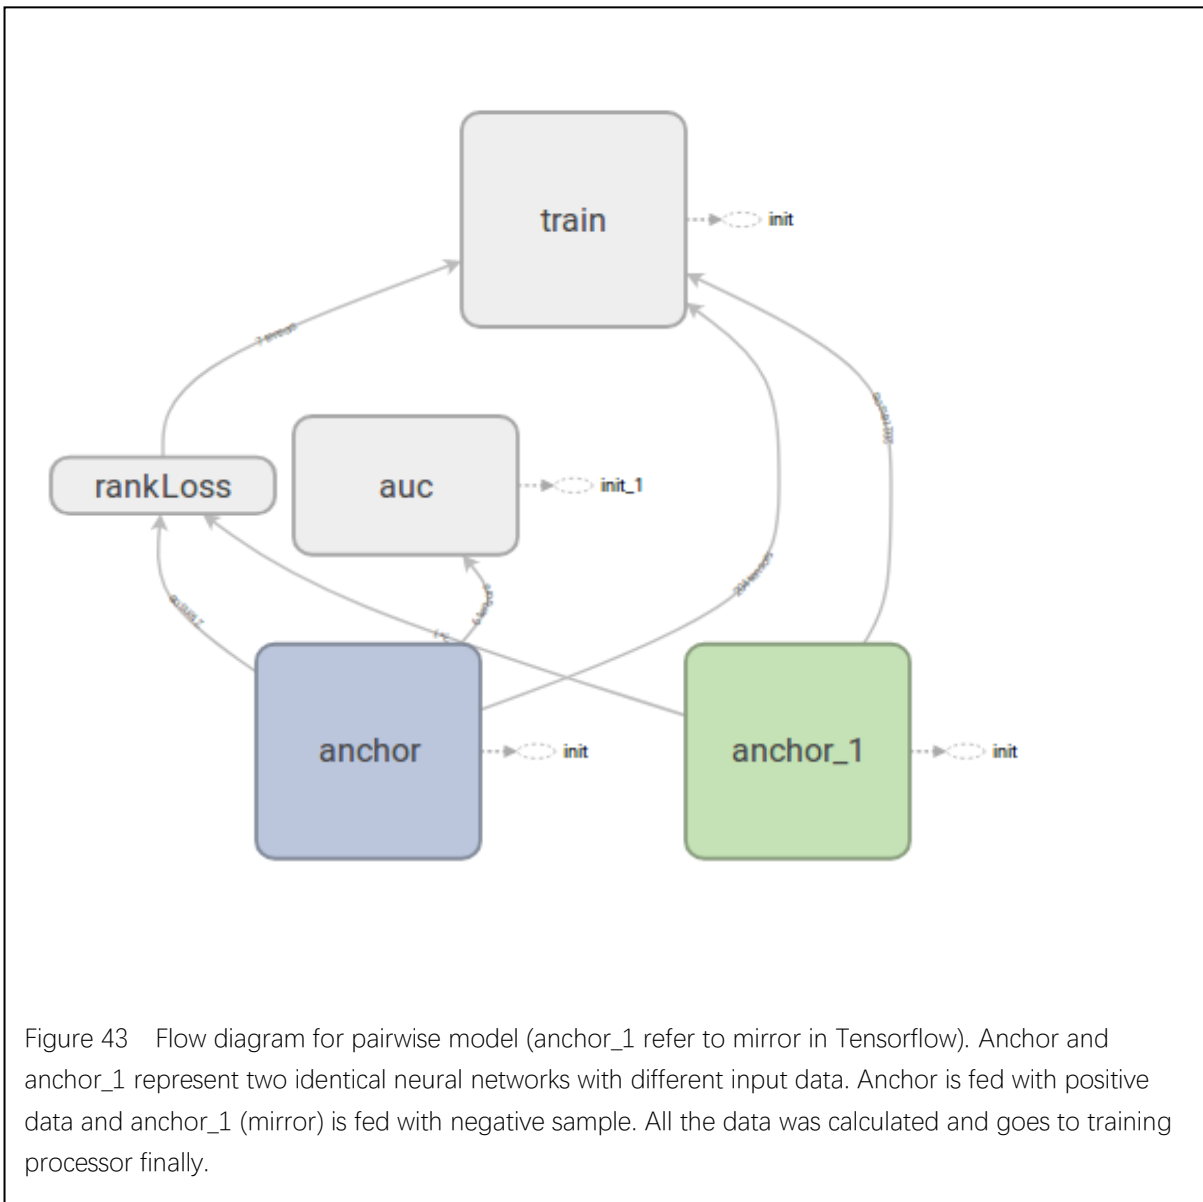 train
init
rankLoss
auc
init_1
anchor
init
anchor_1
init
Figure 43 Flow diagram for pairwise model (anchor_1 refer to mirror in Tensorflow). Anchor and
anchor_1 represent two identical neural networks with different input data. Anchor is fed with positive
data and anchor_1 (mirror) is fed with negative sample. All the data was calculated and goes to training
processor finally.